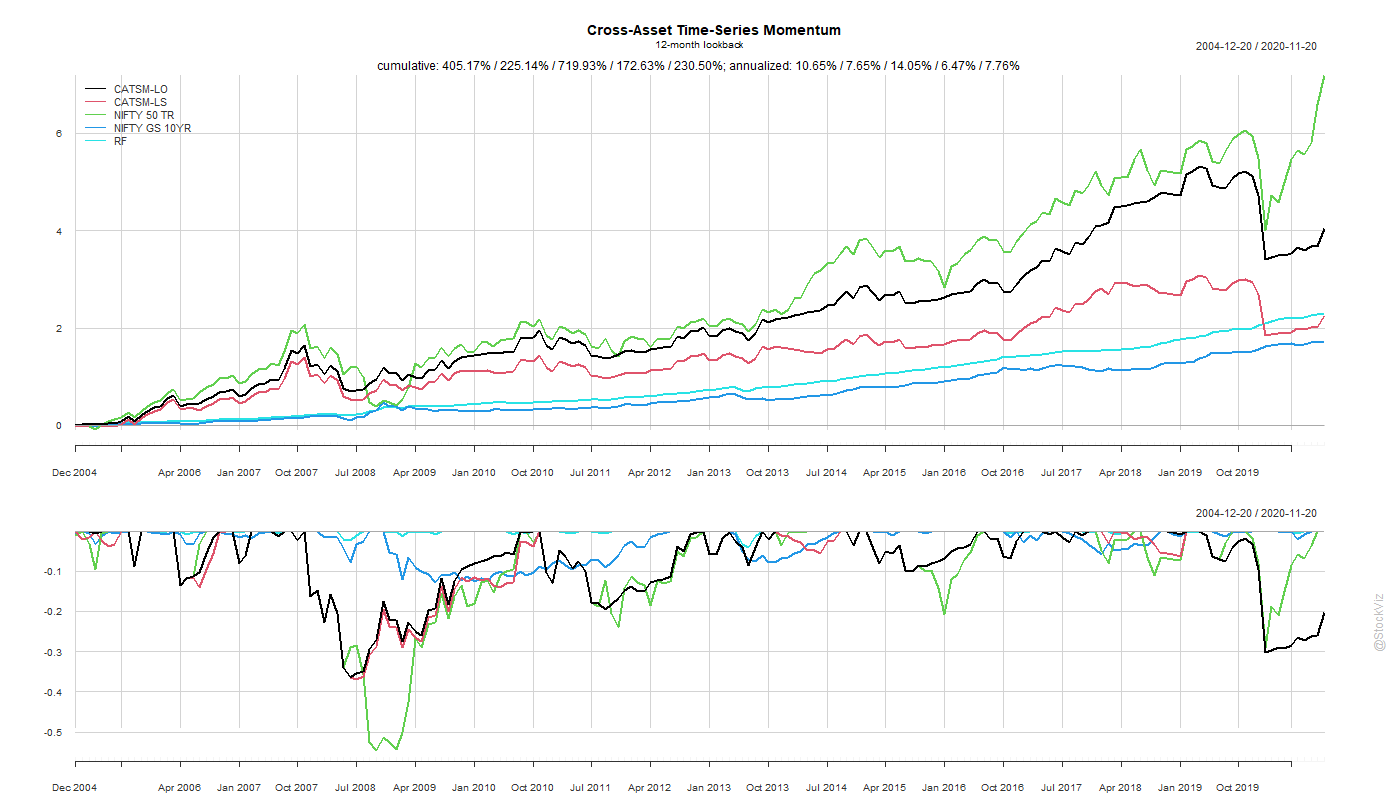 Cross-Asset Time-Series Momentum
12-month lookback
2004-12-20 / 2020-11-20
cumulative: 405.17% / 225.14% / 719.93% / 172.63% / 230.50%; annualized: 10.65% / 7.65% / 14.05% / 6.47% / 7.76%
CATSM-LO
CATSM-LS
NIFTY 50 TR
NIFTY GS 10YR
RF
6
4
2
0
Dec 2004 Apr 2006 Jan 2007 Oct 2007 Jul 2008 Apr 2009 Jan 2010 Oct 2010 Jul 2011 Apr 2012 Jan 2013 Oct 2013 Jul 2014 Apr 2015 Jan 2016 Oct 2016 Jul 2017 Apr 2018 Jan 2019 Oct 2019
2004-12-20 / 2020-11-20
-0.1
-0.2
-0.3
-0.4
-0.5
Dec 2004 Apr 2006 Jan 2007 Oct 2007 Jul 2008 Apr 2009 Jan 2010 Oct 2010 Jul 2011 Apr 2012 Jan 2013 Oct 2013 Jul 2014 Apr 2015 Jan 2016 Oct 2016 Jul 2017 Apr 2018 Jan 2019 Oct 2019
@StockViz